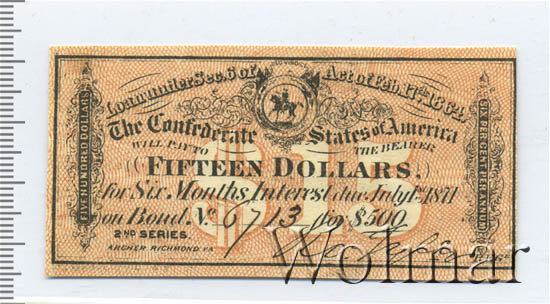 Loan under Sec. 6 of Act of Feb. 17th 1864.
The Confederate States of America
WILL PAY TO THE BEARER
FIFTEEN DOLLARS.
for Six Months Interest due July 1st 1871
on Bond No. 6713 for $500.
2ND SERIES.
ARCHER RICHMOND, VA
FIVE HUNDRED DOLLARS
SIX PER CENT PER ANNUM
$15
Wolmar